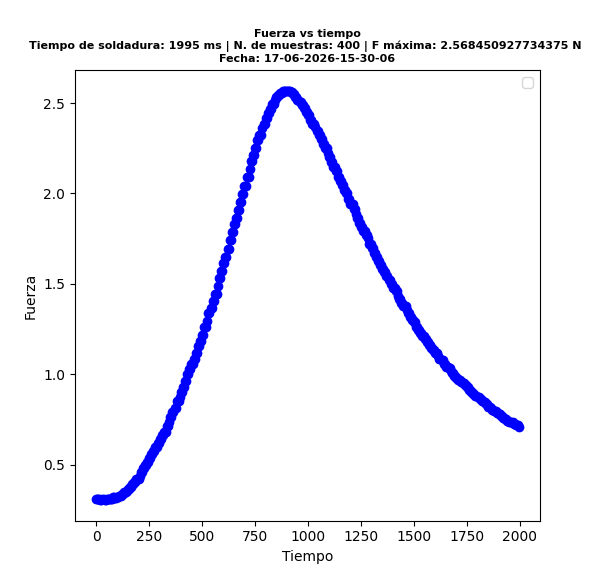 Fuerza vs tiempo
Tiempo de soldadura: 1995 ms | N. de muestras: 400 | F máxima: 2.568450927734375 N
Fecha: 17-06-2026-15-30-06
2.5
2.0
1.5
1.0
0.5
Fuerza
0 250 500 750 1000 1250 1500 1750 2000
Tiempo